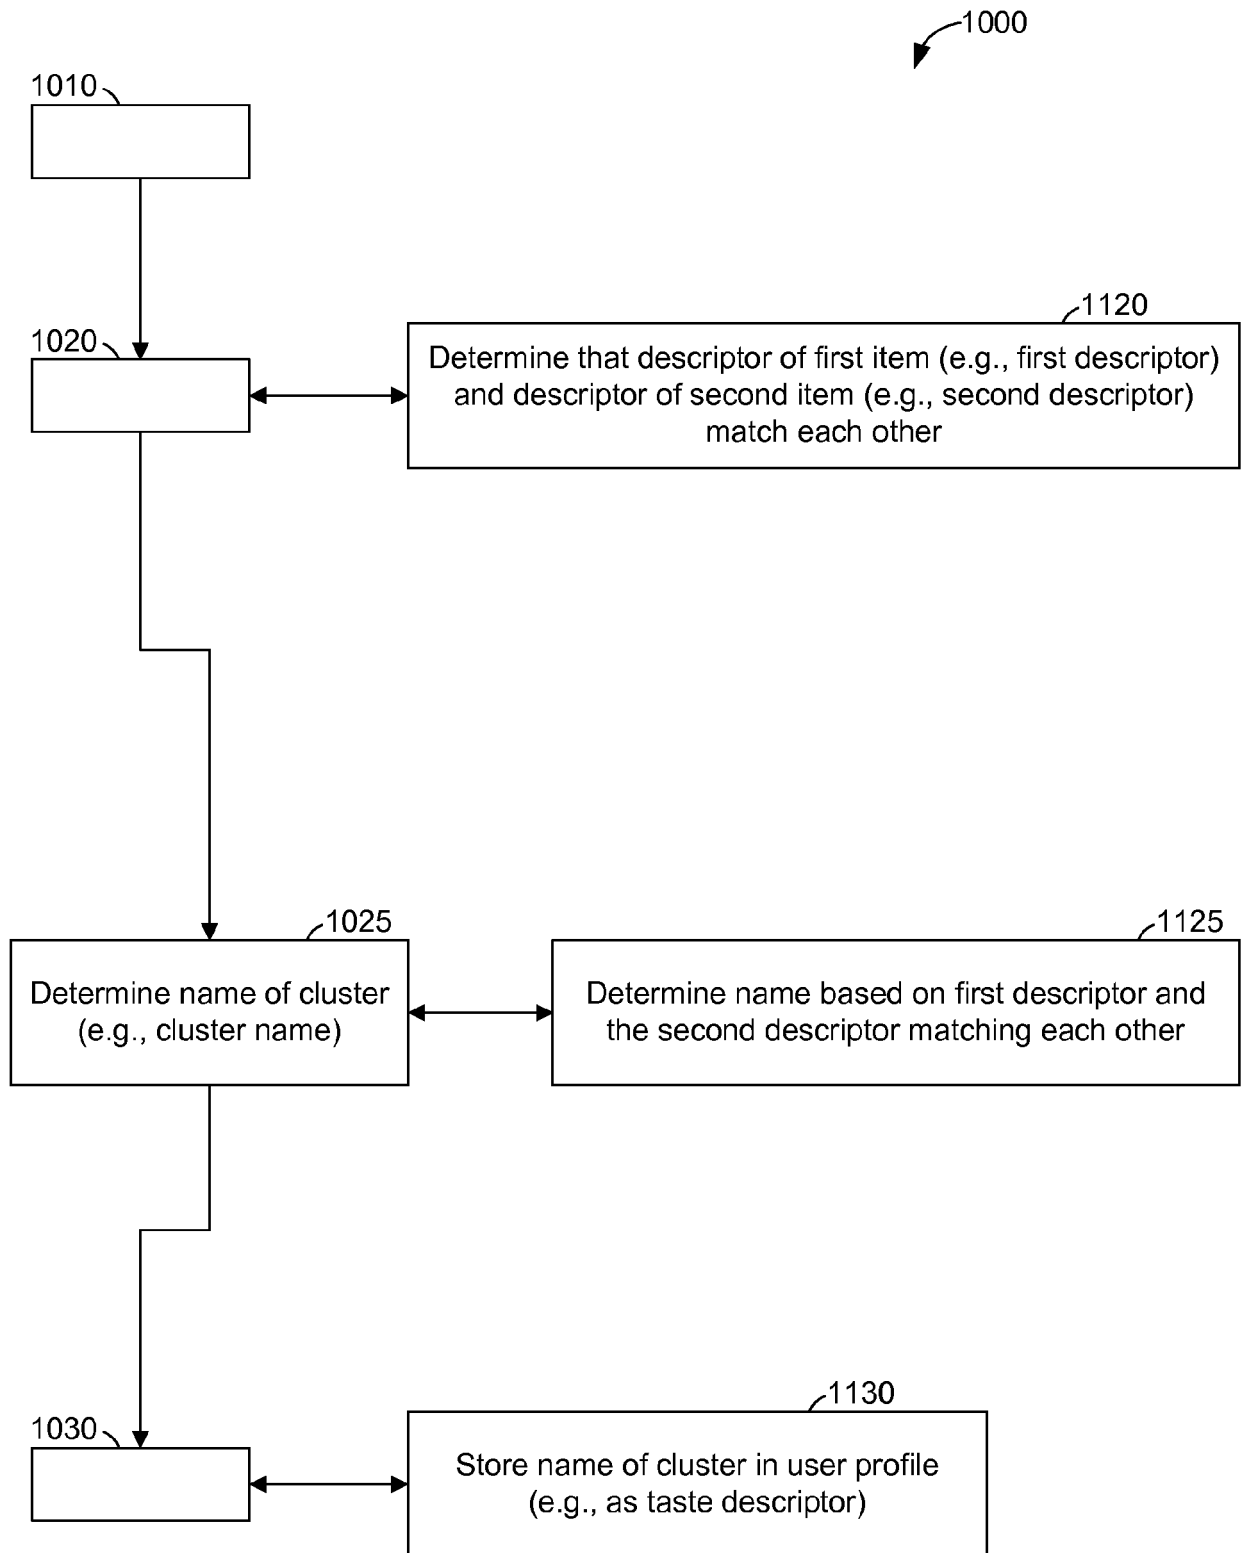 1000
1010
1020
1120
Determine that descriptor of first item (e.g., first descriptor)
and descriptor of second item (e.g., second descriptor)
match each other
1025
Determine name of cluster
(e.g., cluster name)
1125
Determine name based on first descriptor and
the second descriptor matching each other
1030
1130
Store name of cluster in user profile
(e.g., as taste descriptor)